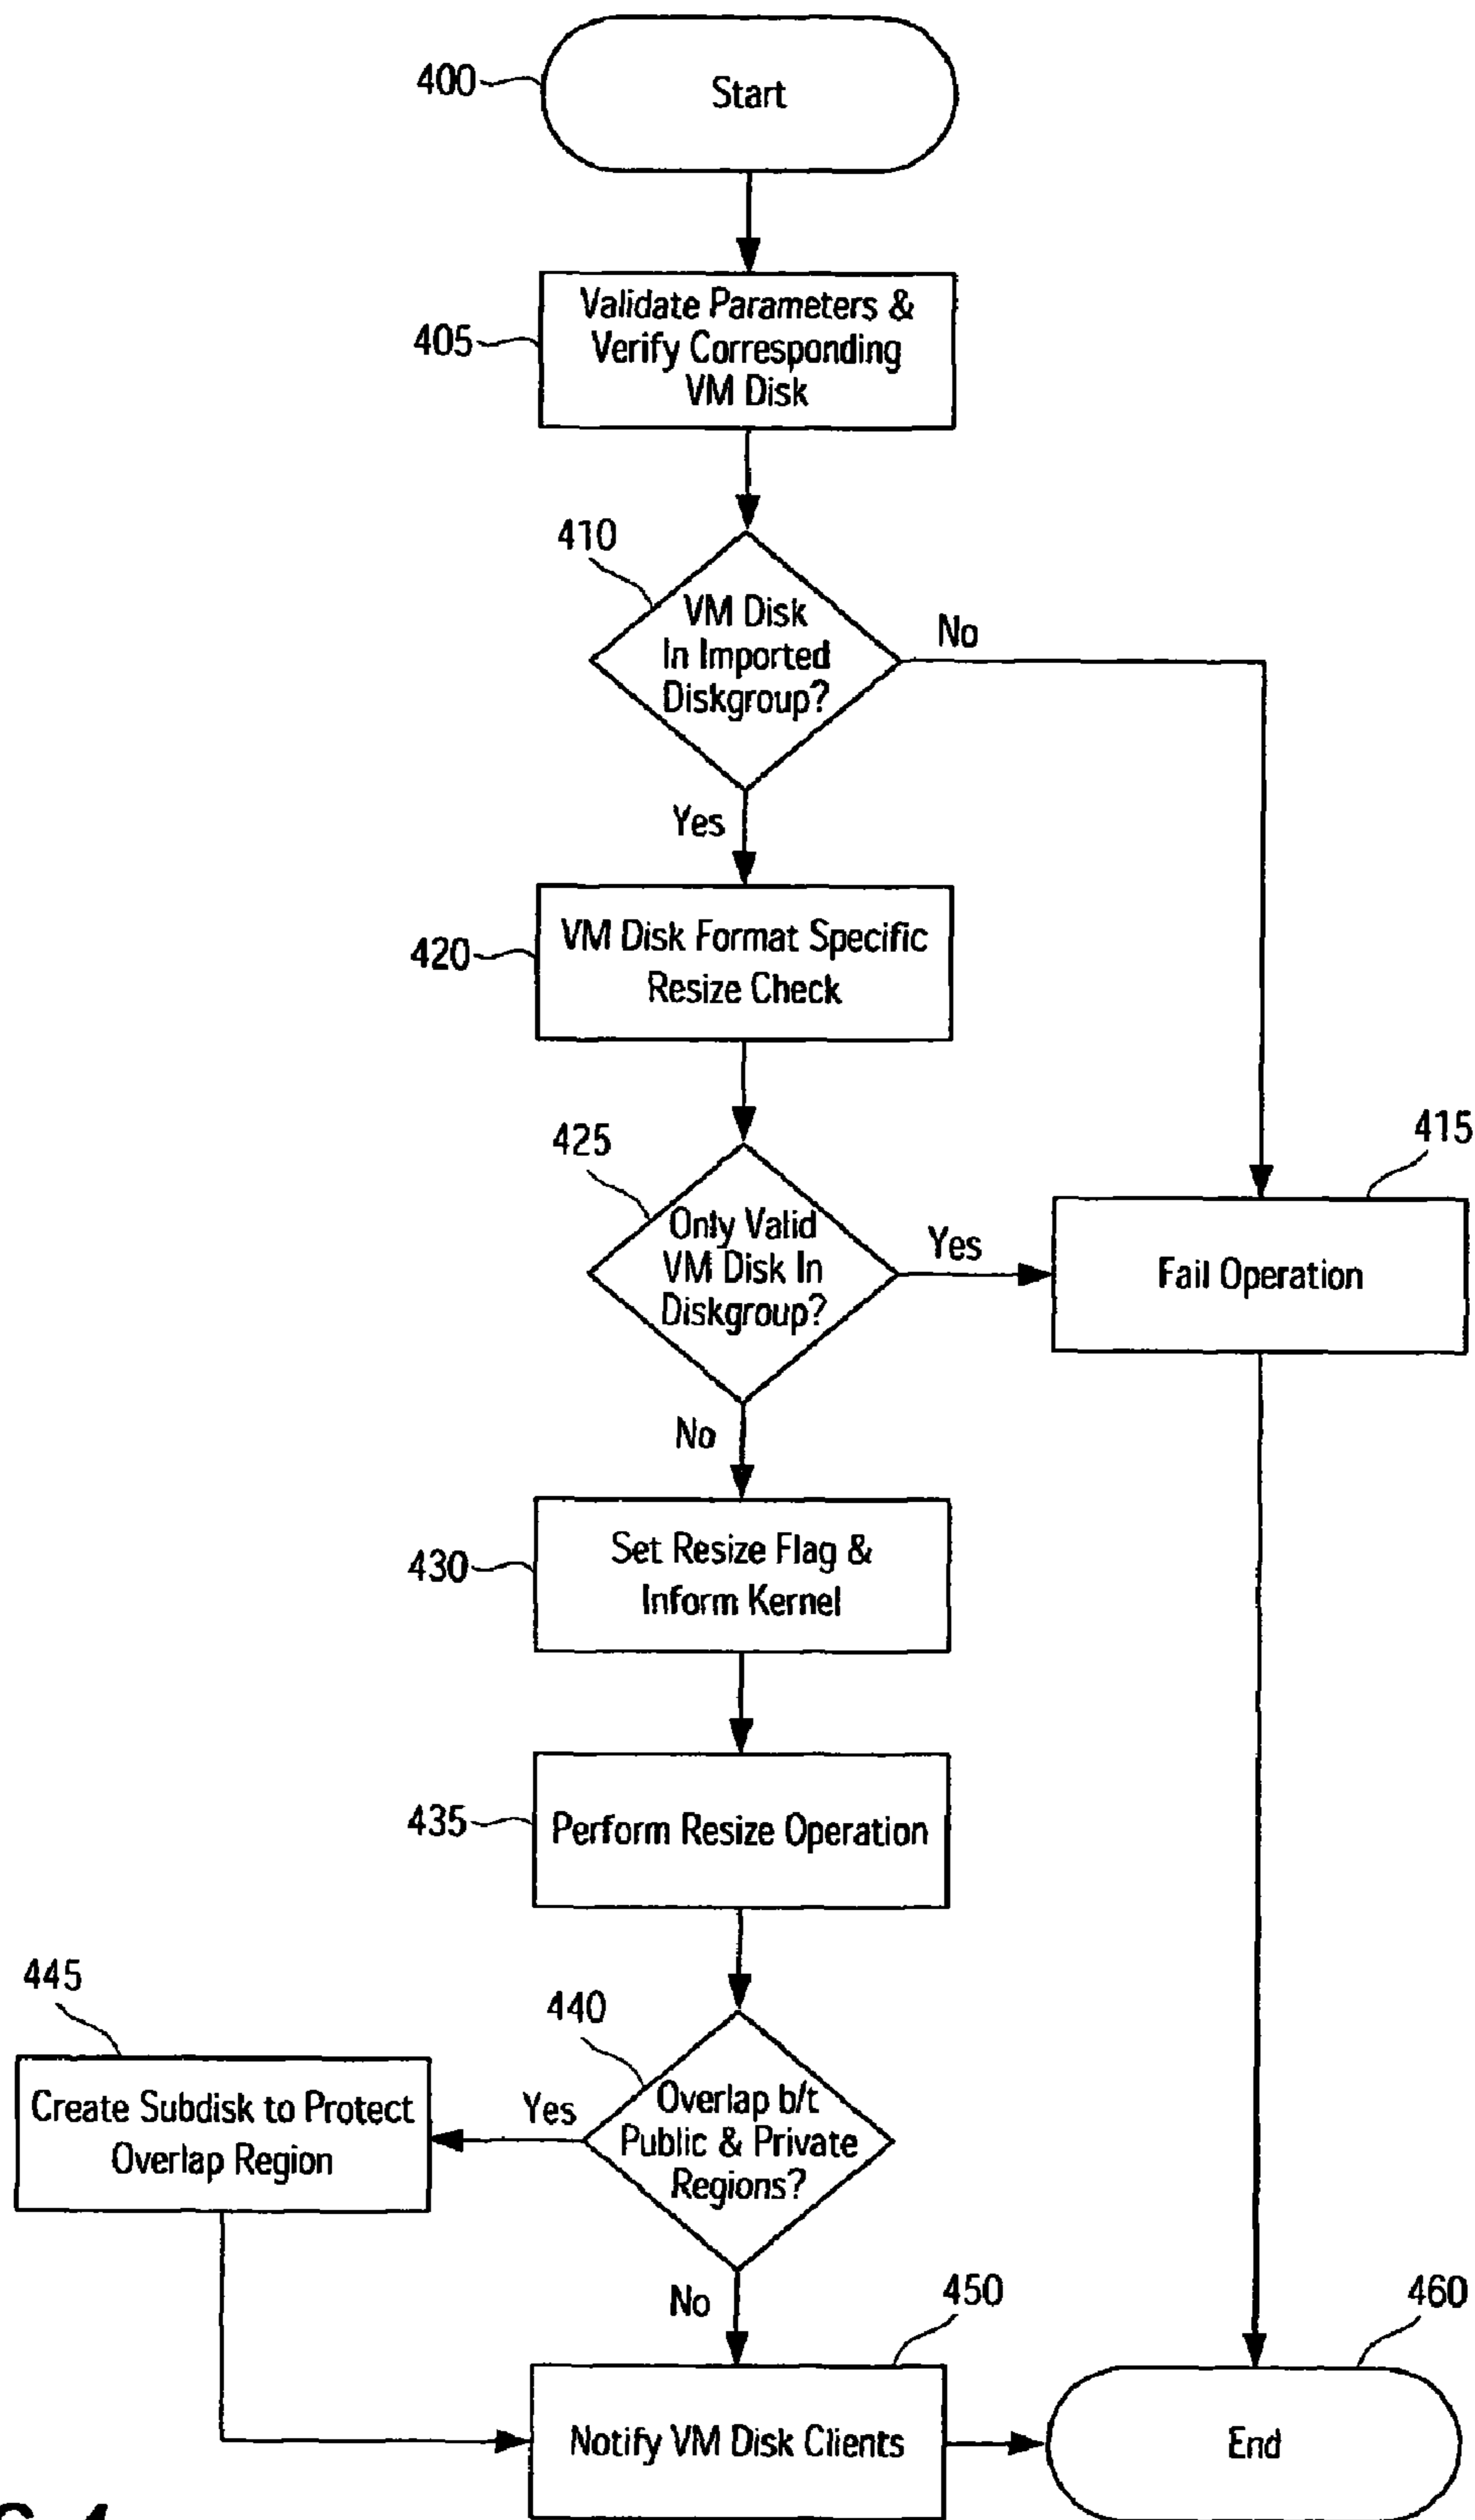 400
Start
405
Validate Parameters &
Verify Corresponding
VM Disk
410
VM Disk
In Imported
Diskgroup?
No
Yes
420
VM Disk Format Specific
Resize Check
425
Only Valid
VM Disk In
Diskgroup?
Yes
415
Fail Operation
No
430
Set Resize Flag &
Inform Kernel
435
Perform Resize Operation
440
Overlap b/t
Public & Private
Regions?
Yes
445
Create Subdisk to Protect
Overlap Region
No
450
Notify VM Disk Clients
460
End